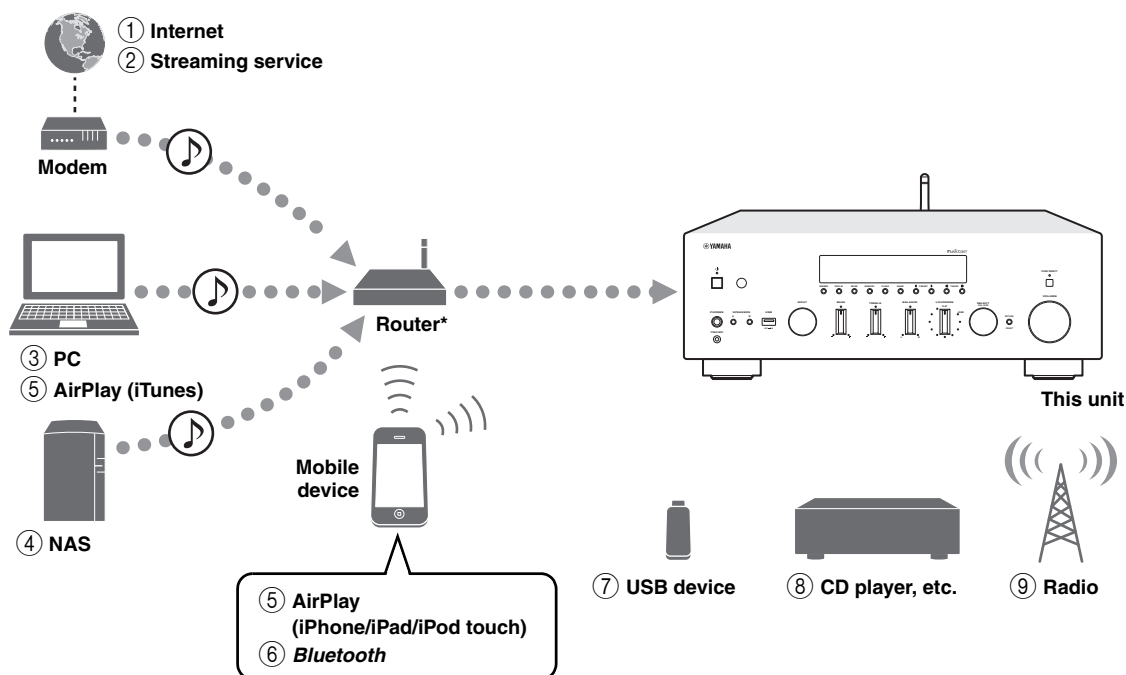 ① Internet
② Streaming service
Modem
YAMAHA
Router*
③ PC
⑤ AirPlay (iTunes)
This unit
Mobile
device
④ NAS
⑦ USB device
⑧ CD player, etc.
⑨ Radio
⑤ AirPlay
(iPhone/iPad/iPod touch)
⑥ Bluetooth